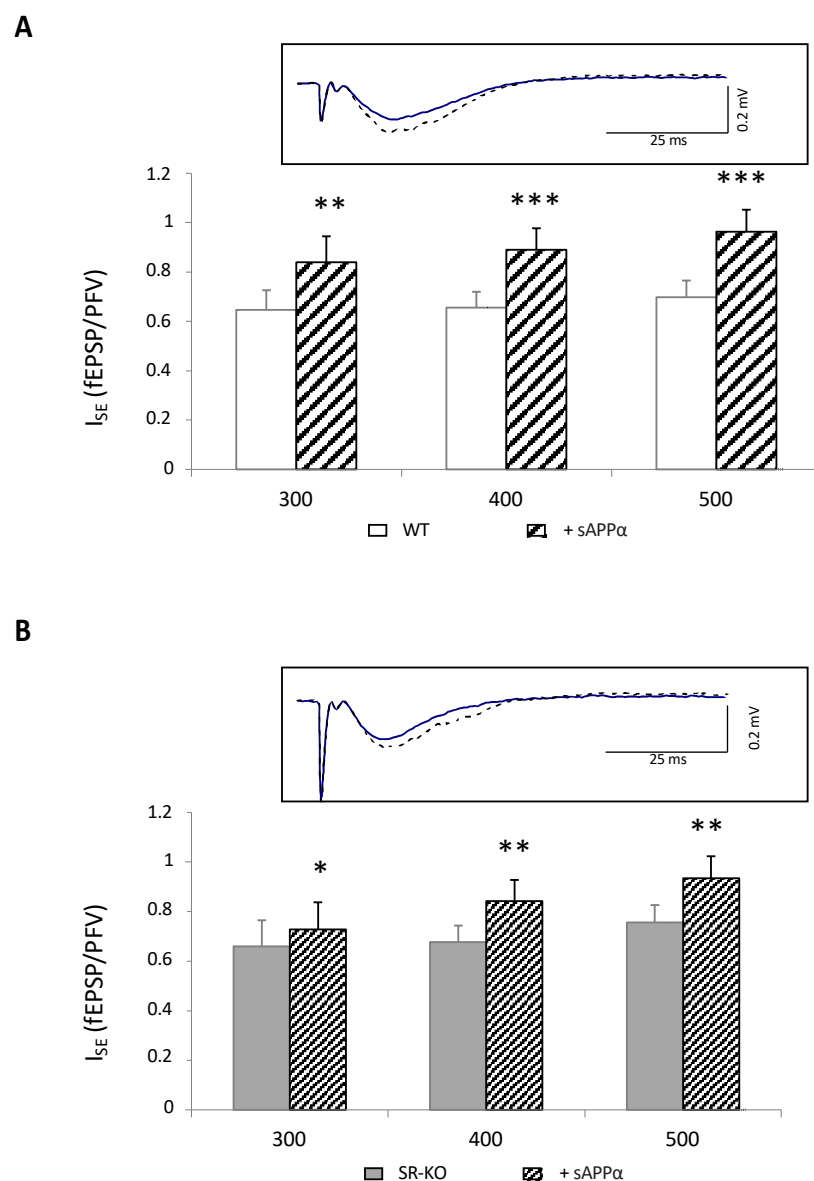 A
0.2 mV
25 ms
1.2
1
0.8
0.6
0.4
0.2
0
I_SE (fEPSP/PFV)
** *** ***
300 400 500
WT + sAPPα
B
0.2 mV
25 ms
1.2
1
0.8
0.6
0.4
0.2
0
I_SE (fEPSP/PFV)
* ** **
300 400 500
SR-KO + sAPPα